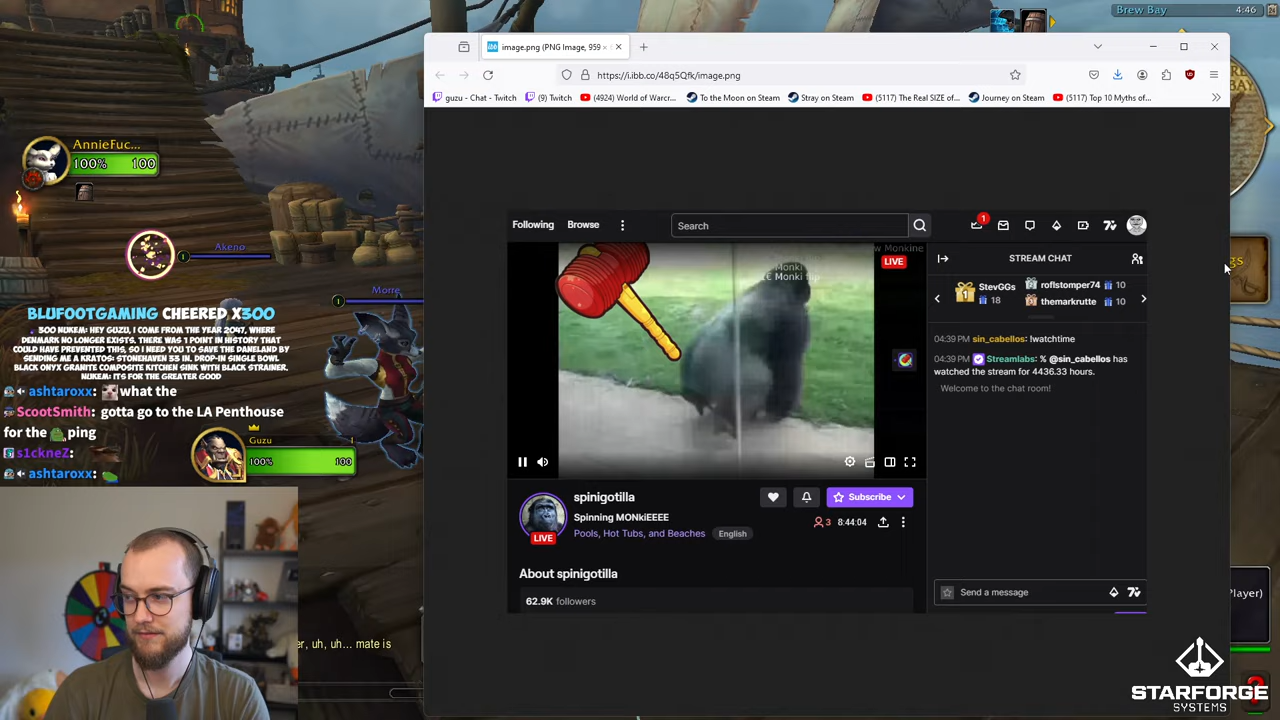 Brew Bay
4:46
image.png (PNG Image, 959 ×
https://i.ibb.co/48q5Qfk/image.png
guzu - Chat - Twitch
(9) Twitch
(4924) World of Warcr...
To the Moon on Steam
Stray on Steam
(5117) The Real SIZE of...
Journey on Steam
(5117) Top 10 Myths of...
AnnieFuc...
100%
100
Akeno
Morre
BLUFOOTGAMING CHEERED X300
300 NUKEM: HEY GUZU, I COME FROM THE YEAR 2047, WHERE
DENMARK NO LONGER EXISTS. THERE WAS 1 POINT IN HISTORY THAT
COULD HAVE PREVENTED THIS, SO I NEED YOU TO SAVE THE DANELAND BY
SENDING ME A KRATOS: STONEHAVEN 33 IN. DROP-IN SINGLE BOWL
BLACK ONYX GRANITE COMPOSITE KITCHEN SINK WITH BLACK STRAINER.
NUKEM: ITS FOR THE GREATER GOOD
ashtaroxx: what the
ScootSmith: gotta go to the LA Penthouse
for the ping
s1ckneZ:
ashtaroxx:
Guzu
100%
100
er, uh, uh... mate is
Following
Browse
Search
1
LIVE
spinigotilla
Spinning MONkiEEEE
Pools, Hot Tubs, and Beaches
English
LIVE
Subscribe
3
8:44:04
About spinigotilla
62.9K followers
STREAM CHAT
1
StevGGs
18
roflstomper74
10
themarkrutte
10
04:39 PM sin_cabellos: !watchtime
04:39 PM Streamlabs: % @sin_cabellos has
watched the stream for 4436.33 hours.
Welcome to the chat room!
Send a message
Player)
STARFORGE
SYSTEMS